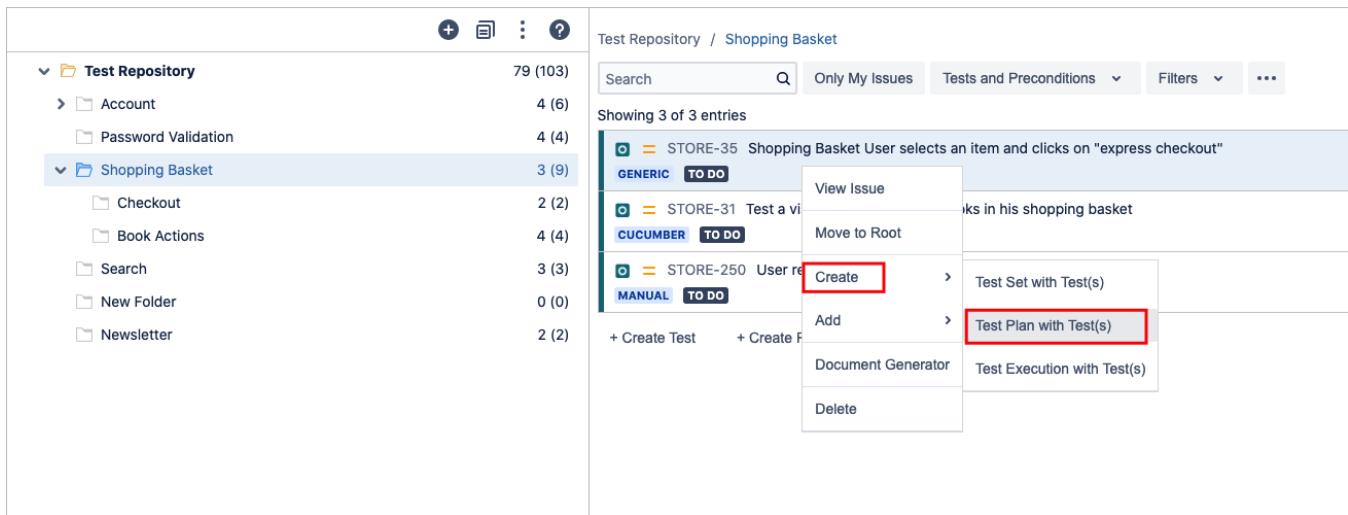 Test Repository 79 (103)
Account 4 (6)
Password Validation 4 (4)
Shopping Basket 3 (9)
Checkout 2 (2)
Book Actions 4 (4)
Search 3 (3)
New Folder 0 (0)
Newsletter 2 (2)
Test Repository / Shopping Basket
Search Only My Issues Tests and Preconditions Filters
Showing 3 of 3 entries
STORE-35 Shopping Basket User selects an item and clicks on "express checkout"
GENERIC TO DO
STORE-31 Test a in his shopping basket
CUCUMBER TO DO
STORE-250 User
MANUAL TO DO
+ Create Test + Create
View Issue
Move to Root
Create
Add
Document Generator
Delete
Test Set with Test(s)
Test Plan with Test(s)
Test Execution with Test(s)